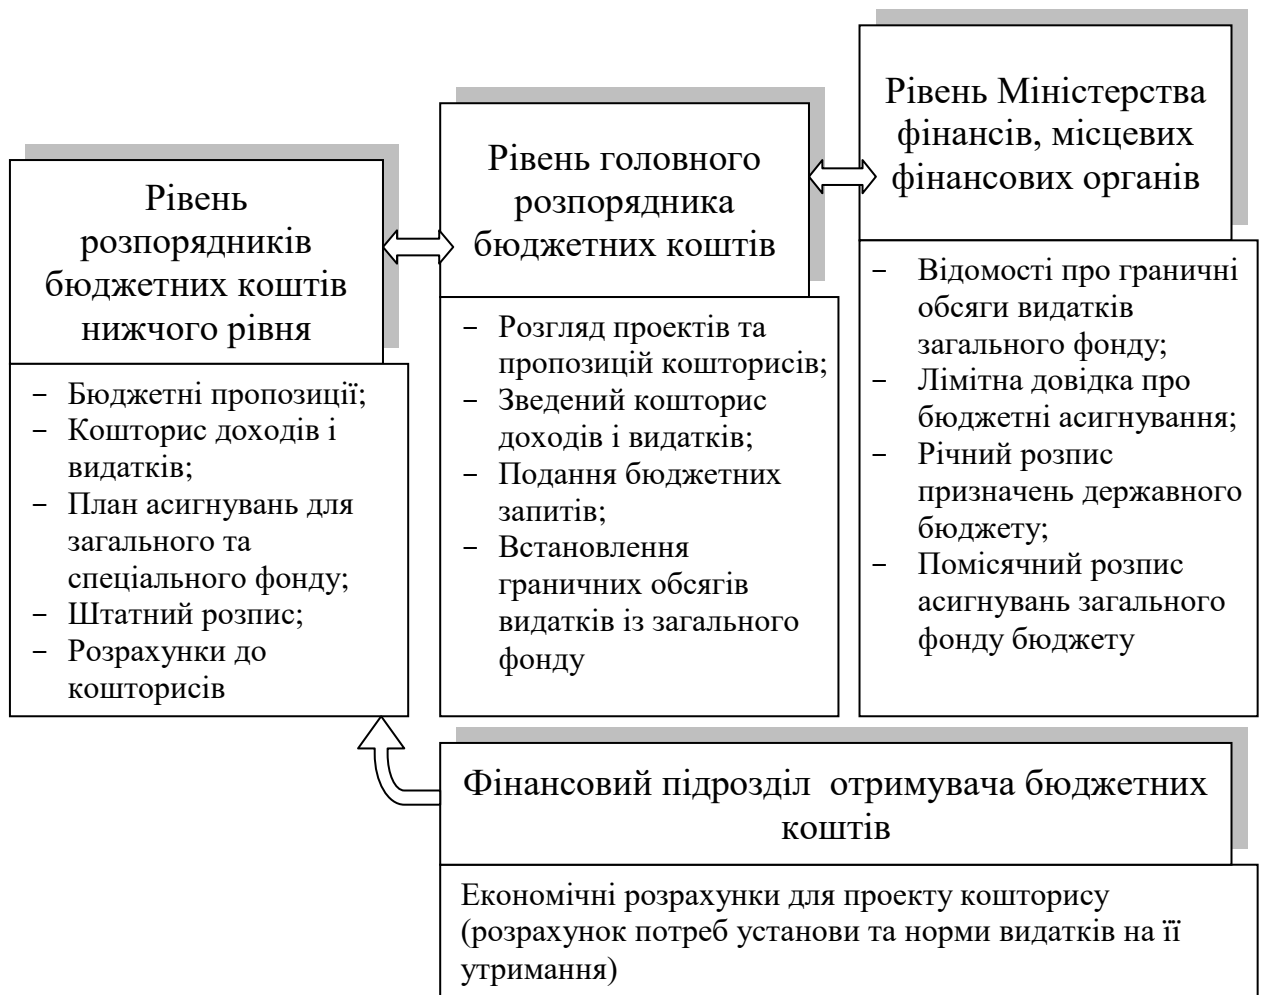 Рівень
розпорядників
бюджетних коштів
нижчого рівня
− Бюджетні пропозиції;
− Кошторис доходів і
видатків;
− План асигнувань для
загального та
спеціального фонду;
− Штатний розпис;
− Розрахунки до
кошторисів
Рівень головного
розпорядника
бюджетних коштів
− Розгляд проектів та
пропозицій кошторисів;
− Зведений кошторис
доходів і видатків;
− Подання бюджетних
запитів;
− Встановлення
граничних обсягів
видатків із загального
фонду
Рівень Міністерства
фінансів, місцевих
фінансових органів
− Відомості про граничні
обсяги видатків
загального фонду;
− Лімітна довідка про
бюджетні асигнування;
− Річний розпис
призначень державного
бюджету;
− Помісячний розпис
асигнувань загального
фонду бюджету
Фінансовий підрозділ отримувача бюджетних
коштів
Економічні розрахунки для проекту кошторису
(розрахунок потреб установи та норми видатків на її
утримання)